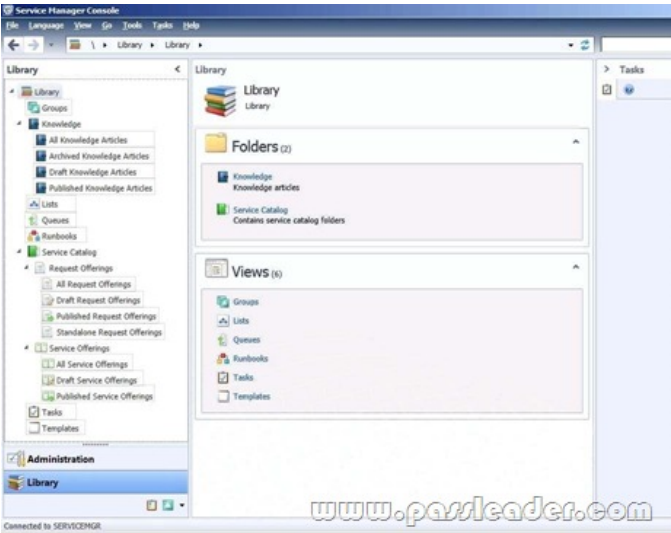 Service Manager Console
File Language View Go Tools Tasks Help
\ Library Library
Library
Library
Groups
Knowledge
All Knowledge Articles
Archived Knowledge Articles
Draft Knowledge Articles
Published Knowledge Articles
Lists
Queues
Runbooks
Service Catalog
Request Offerings
All Request Offerings
Draft Request Offerings
Published Request Offerings
Standalone Request Offerings
Service Offerings
All Service Offerings
Draft Service Offerings
Published Service Offerings
Tasks
Templates
Administration
Library
Connected to SERVICEMGR
Library
Library
Library
Folders (2)
Knowledge
Knowledge articles
Service Catalog
Contains service catalog folders
Views (6)
Groups
Lists
Queues
Runbooks
Tasks
Templates
Tasks
www.passleader.com